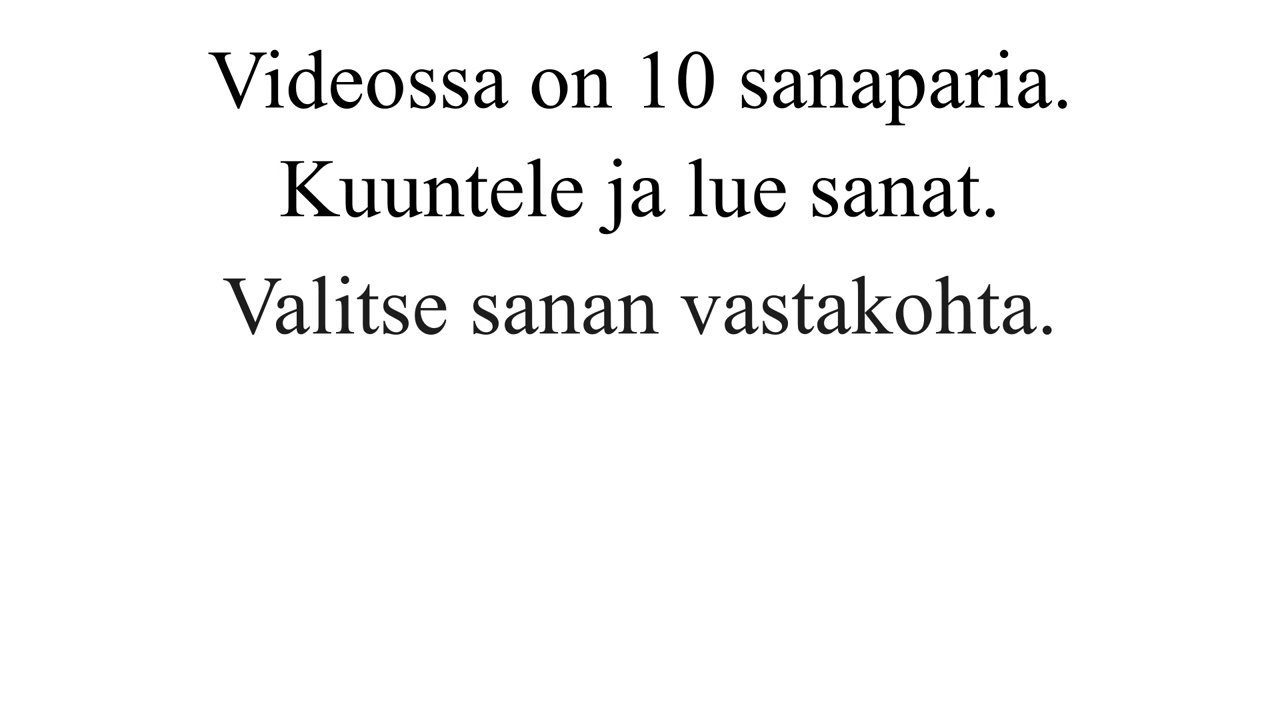 Videossa on 10 sanaparia.
Kuuntele ja lue sanat.
Valitse sanan vastakohta.